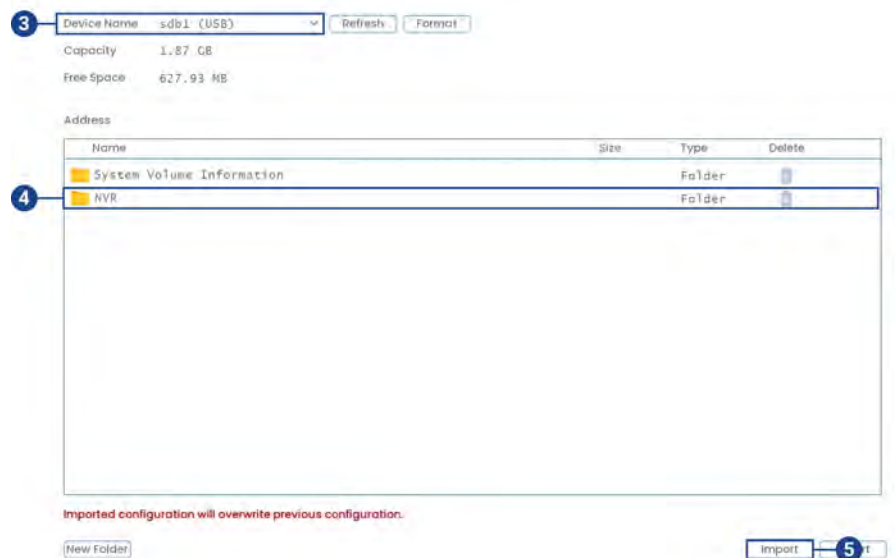 3 Device Name sdb1 (USB) Refresh Format
Capacity 1.87 GB
Free Space 627.93 MB
Address
Name Size Type Delete
System Volume Information Folder
4 NVR Folder
Imported configuration will overwrite previous configuration.
New Folder Import 5